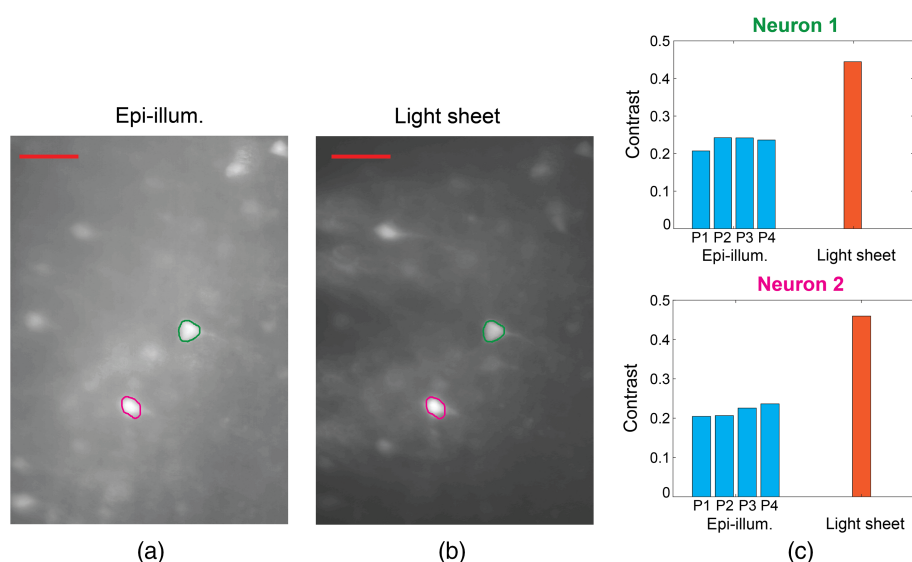 Epi-illum.
Light sheet
(a)
(b)
Neuron 1
Contrast
0.5
0.4
0.3
0.2
0.1
0
P1 P2 P3 P4
Epi-illum.
Light sheet
Neuron 2
Contrast
0.5
0.4
0.3
0.2
0.1
0
P1 P2 P3 P4
Epi-illum.
Light sheet
(c)